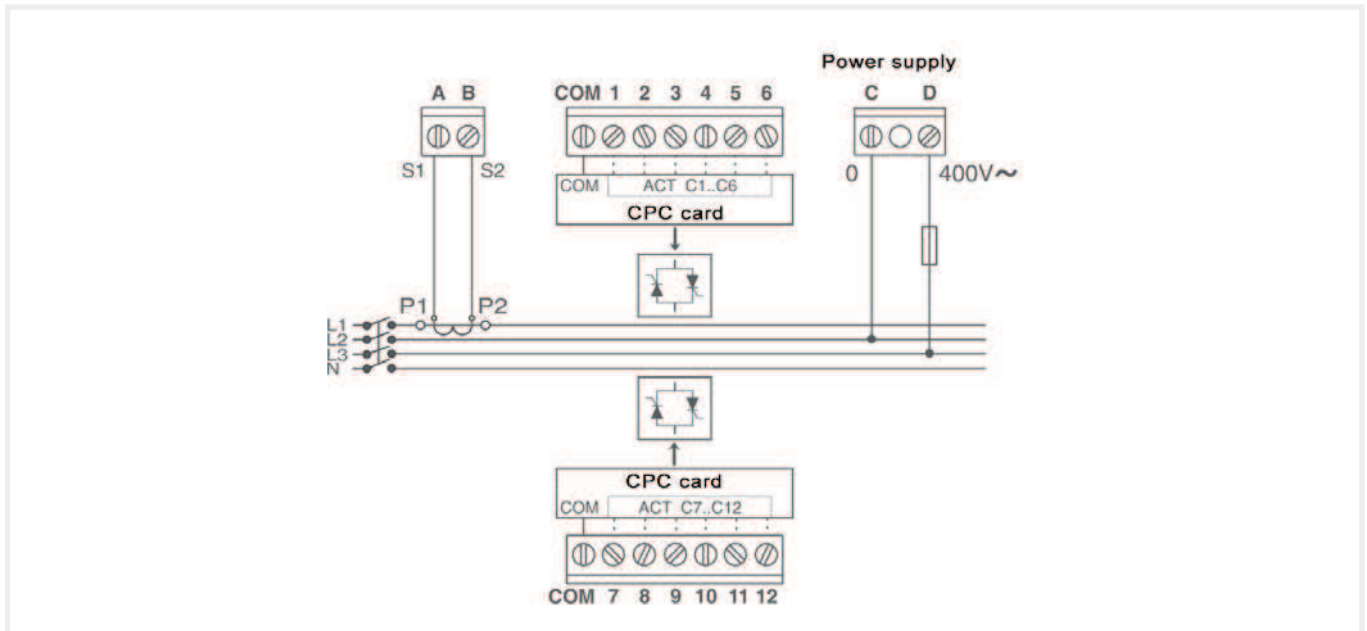 Power supply
A B
COM 1 2 3 4 5 6
C D
S1 S2
0 400V~
COM ACT C1..C6
CPC card
P1 P2
L1
L2
L3
N
CPC card
COM ACT C7..C12
COM 7 8 9 10 11 12